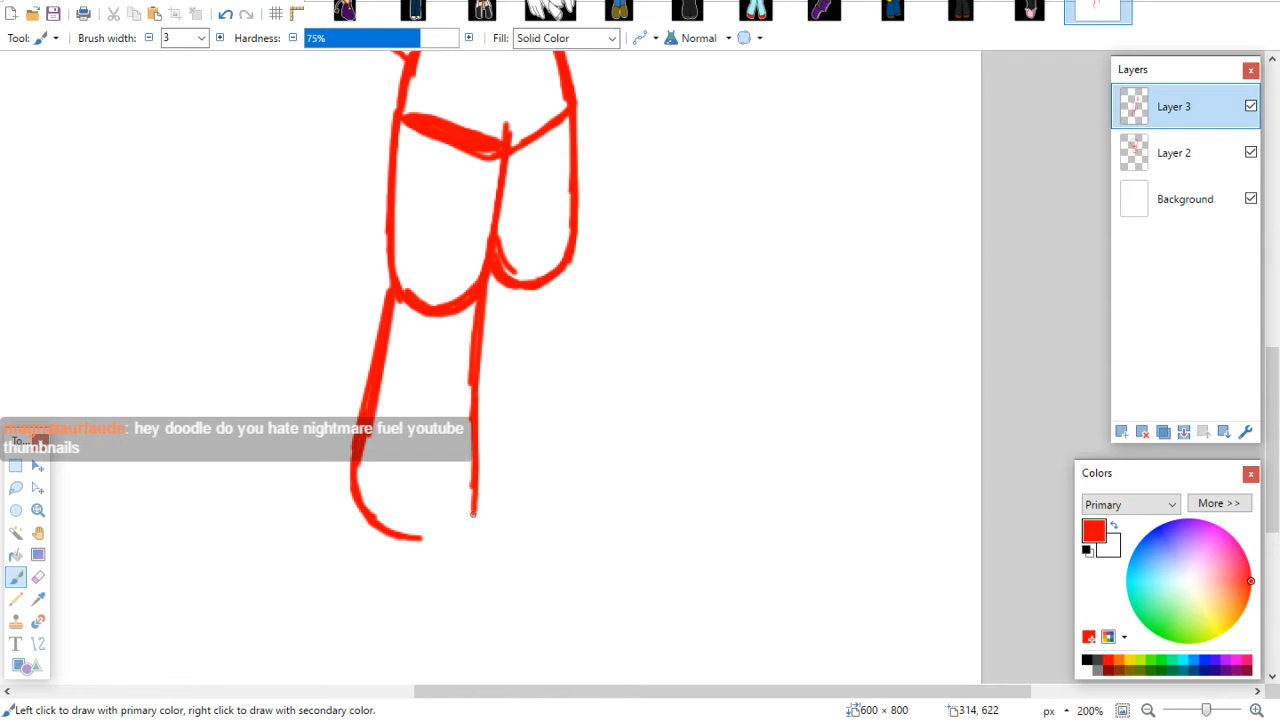 Tool:
Brush width:
3
Hardness:
75%
Fill:
Solid Color
Normal
Layers
Layer 3
Layer 2
Background
: hey doodle do you hate nightmare fuel youtube
thumbnails
Colors
Primary
More >>
Left click to draw with primary color, right click to draw with secondary color.
600 × 800
314, 622
px
200%